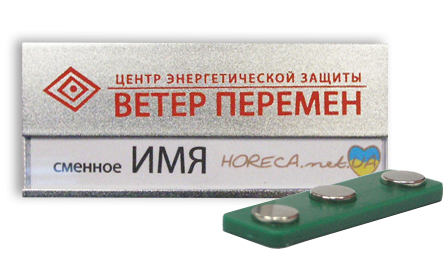 ЦЕНТР ЭНЕРГЕТИЧЕСКОЙ ЗАЩИТЫ
ВЕТЕР ПЕРЕМЕН
сменное ИМЯ HORECA.net.UA